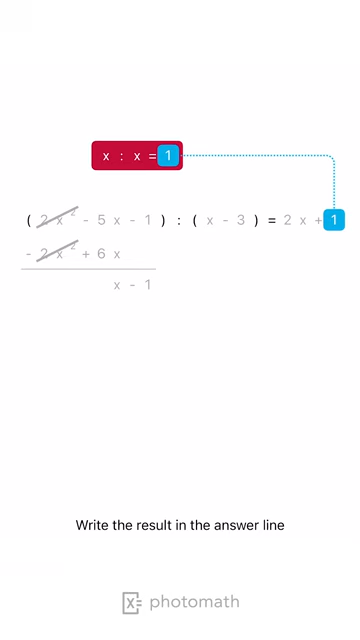 x : x = 1
( 2x² - 5x - 1 ) : ( x - 3 ) = 2x + 1
- 2x² + 6x
x - 1
Write the result in the answer line
photomath